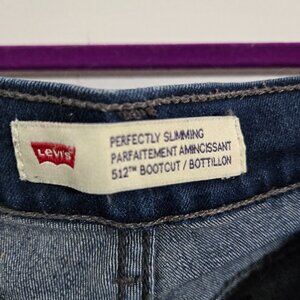 Levi's
PERFECTLY SLIMMING
PARFAITEMENT AMINCISSANT
512™ BOOTCUT / BOTTILLON